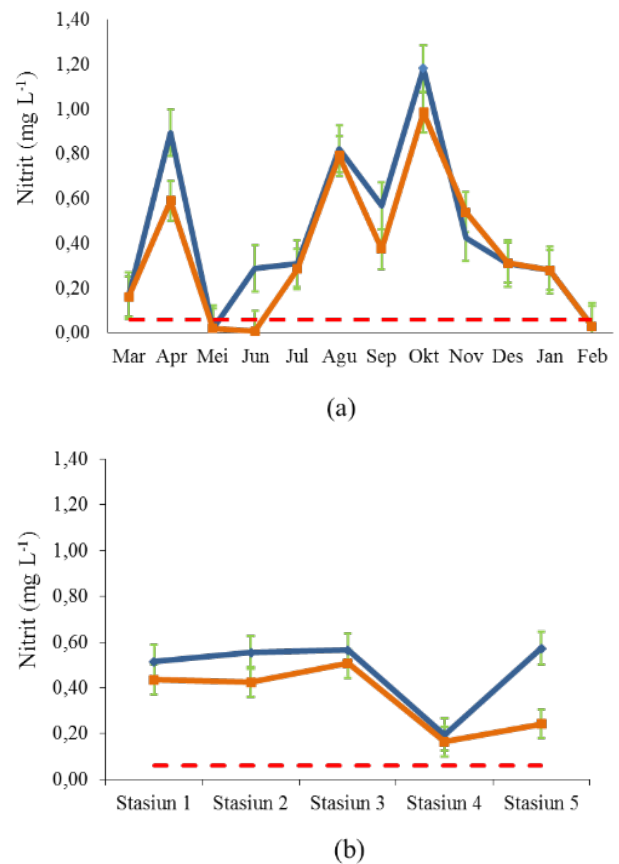 1,40
1,20
1,00
0,80
0,60
0,40
0,20
0,00
Nitrit (mg L-1)
Mar Apr Mei Jun Jul Agu Sep Okt Nov Des Jan Feb
(a)
1,40
1,20
1,00
0,80
0,60
0,40
0,20
0,00
Nitrit (mg L-1)
Stasiun 1 Stasiun 2 Stasiun 3 Stasiun 4 Stasiun 5
(b)